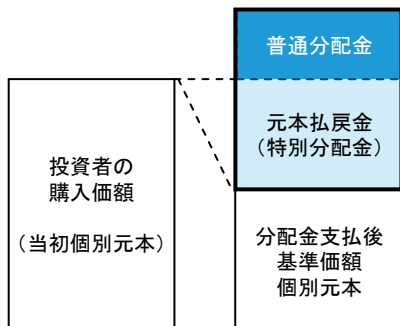 普通分配金
元本払戻金
（特別分配金）
投資者の
購入価額
（当初個別元本）
分配金支払後
基準価額
個別元本